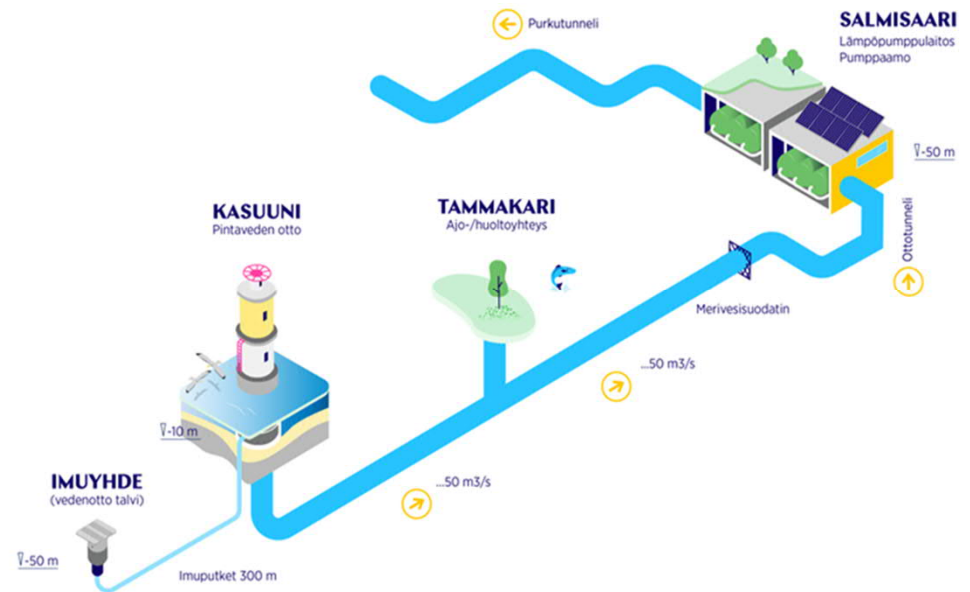 Purkutunneli
SALMISAARI
Lämpöpumppulaitos
Pumppaamo
-50 m
KASUUNI
Pintaveden otto
TAMMAKARI
Ajo-/huoltoyhteys
Ottotunneli
Merivesisuodatin
...50 m3/s
-10 m
...50 m3/s
IMUYHDE
(vedenotto talvi)
-50 m
Imuputket 300 m